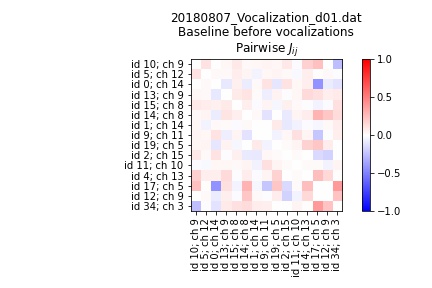 20180807_Vocalization_d01.dat
Baseline before vocalizations
Pairwise J_ij
id 10; ch 9
id 5; ch 12
id 0; ch 14
id 13; ch 9
id 15; ch 8
id 14; ch 8
id 1; ch 14
id 9; ch 11
id 19; ch 5
id 2; ch 15
id 11; ch 10
id 4; ch 13
id 17; ch 5
id 12; ch 9
id 34; ch 3
1.0
0.5
0.0
−0.5
−1.0
id 10; ch 9
id 5; ch 12
id 0; ch 14
id 13; ch 9
id 15; ch 8
id 14; ch 8
id 1; ch 14
id 9; ch 11
id 19; ch 5
id 2; ch 15
id 11; ch 10
id 4; ch 13
id 17; ch 5
id 12; ch 9
id 34; ch 3